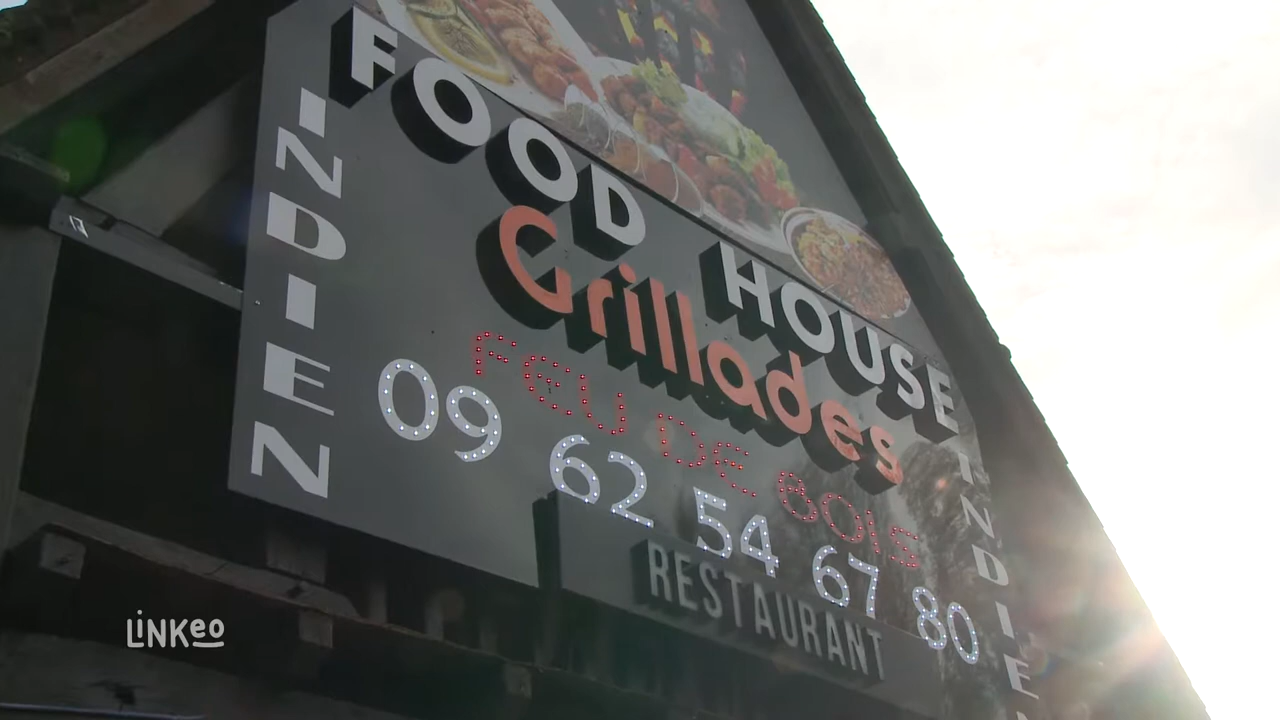 FOOD HOUSE
INDIEN
Grillades
FEU DE BOIS
09 62 54 67 80
RESTAURANT
INDIE
LINKeo